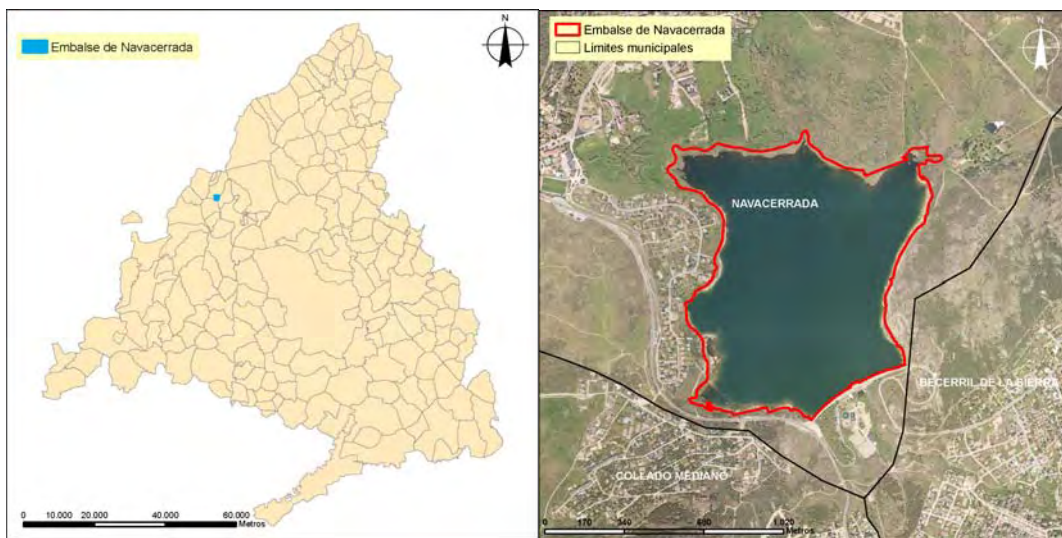 Embalse de Navacerrada
N
0 10.000 20.000 40.000 60.000
Metros
Embalse de Navacerrada
Límites municipales
N
NAVACERRADA
BECERRIL DE LA SIERRA
COLLADO MEDIANO
0 170 340 680 1.020
Metros